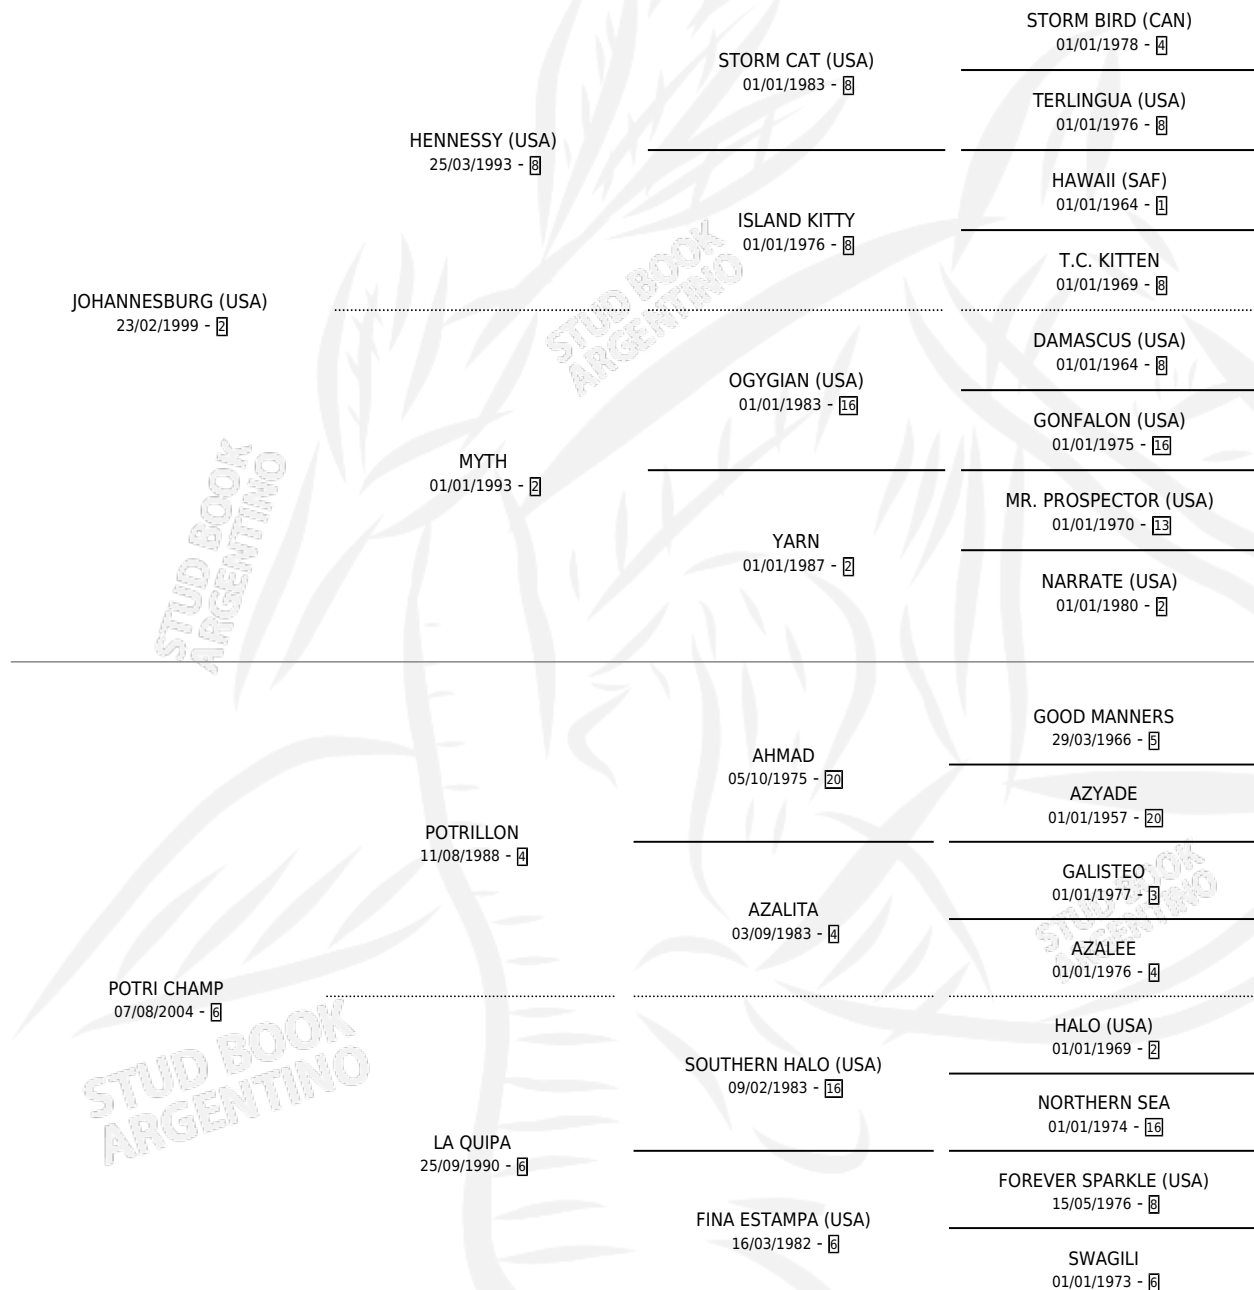 STORM BIRD (CAN)
01/01/1978 - 4
STORM CAT (USA)
01/01/1983 - 8
TERLINGUA (USA)
01/01/1976 - 8
HENNESSY (USA)
25/03/1993 - 8
HAWAII (SAF)
01/01/1964 - 1
ISLAND KITTY
01/01/1976 - 8
T.C. KITTEN
01/01/1969 - 8
STUD BOOK
ARGENTINO
JOHANNESBURG (USA)
23/02/1999 - 2
DAMASCUS (USA)
01/01/1964 - 8
OGYGIAN (USA)
01/01/1983 - 16
GONFALON (USA)
01/01/1975 - 16
MYTH
01/01/1993 - 2
MR. PROSPECTOR (USA)
01/01/1970 - 13
YARN
01/01/1987 - 2
NARRATE (USA)
01/01/1980 - 2
STUD BOOK
ARGENTINO
GOOD MANNERS
29/03/1966 - 5
AHMAD
05/10/1975 - 20
AZYADE
01/01/1957 - 20
POTRILLON
11/08/1988 - 4
GALISTEO
01/01/1977 - 3
AZALITA
03/09/1983 - 4
AZALEE
01/01/1976 - 4
STUD BOOK
ARGENTINO
POTRI CHAMP
07/08/2004 - 6
HALO (USA)
01/01/1969 - 2
SOUTHERN HALO (USA)
09/02/1983 - 16
NORTHERN SEA
01/01/1974 - 16
STUD BOOK
ARGENTINO
LA QUIPA
25/09/1990 - 6
FOREVER SPARKLE (USA)
15/05/1976 - 8
FINA ESTAMPA (USA)
16/03/1982 - 6
SWAGILI
01/01/1973 - 6